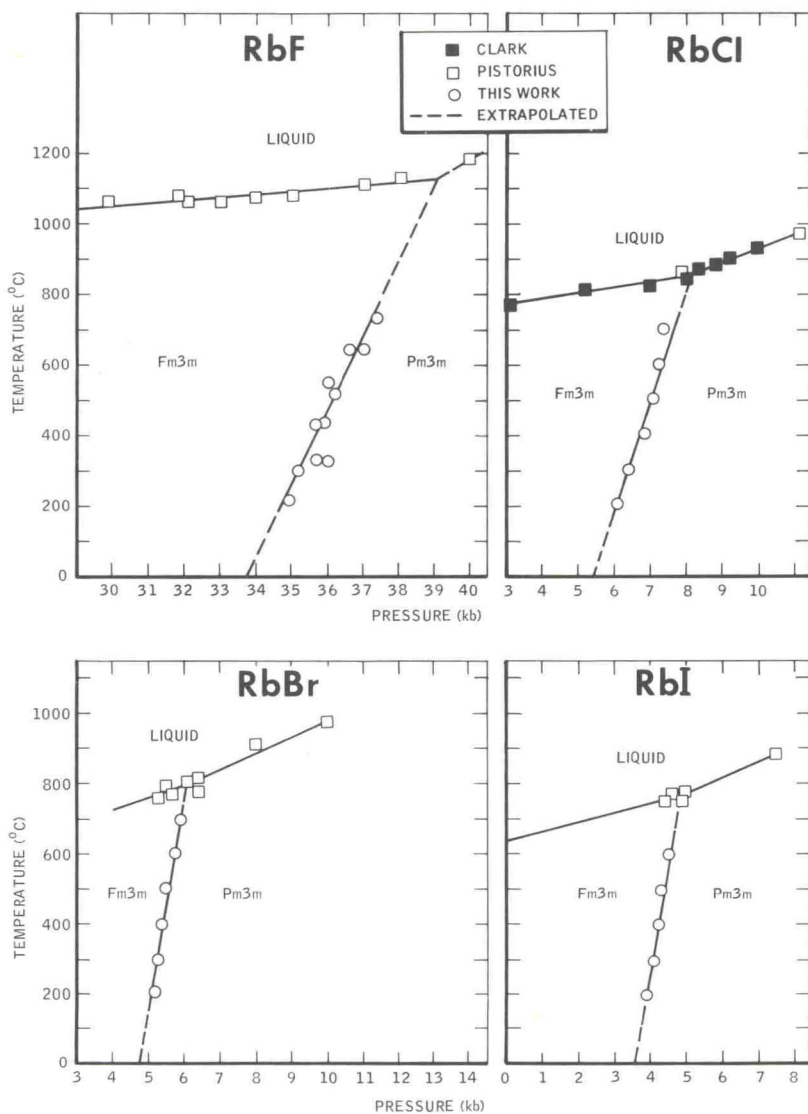 RbF
RbCl
CLARK
PISTORIUS
THIS WORK
EXTRAPOLATED
LIQUID
Fm3m
Pm3m
TEMPERATURE (°C)
1200
1000
800
600
400
200
0
30 31 32 33 34 35 36 37 38 39 40
PRESSURE (kb)
LIQUID
Fm3m
Pm3m
3 4 5 6 7 8 9 10
RbBr
LIQUID
Fm3m
Pm3m
TEMPERATURE (°C)
1000
800
600
400
200
0
3 4 5 6 7 8 9 10 11 12 13 14
PRESSURE (kb)
RbI
LIQUID
Fm3m
Pm3m
0 1 2 3 4 5 6 7 8
PRESSURE (kb)